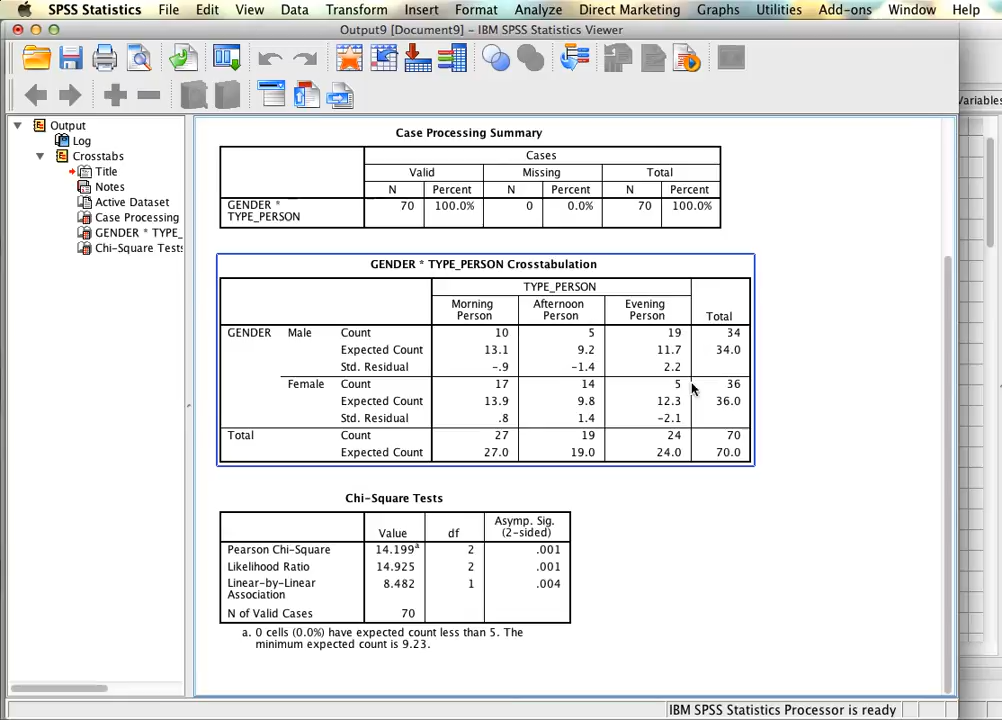 SPSS Statistics File Edit View Data Transform Insert Format Analyze Direct Marketing Graphs Utilities Add-ons Window Help
Output9 [Document9] – IBM SPSS Statistics Viewer
Variables
Output
Log
Crosstabs
Title
Notes
Active Dataset
Case Processing
GENDER * TYPE_
Chi-Square Tests
Case Processing Summary
Cases
Valid Missing Total
N Percent N Percent N Percent
GENDER * TYPE_PERSON 70 100.0% 0 0.0% 70 100.0%
GENDER * TYPE_PERSON Crosstabulation
TYPE_PERSON
Morning Person Afternoon Person Evening Person Total
GENDER Male Count 10 5 19 34
Expected Count 13.1 9.2 11.7 34.0
Std. Residual -.9 -1.4 2.2
Female Count 17 14 5 36
Expected Count 13.9 9.8 12.3 36.0
Std. Residual .8 1.4 -2.1
Total Count 27 19 24 70
Expected Count 27.0 19.0 24.0 70.0
Chi-Square Tests
Value df Asymp. Sig. (2-sided)
Pearson Chi-Square 14.199a 2 .001
Likelihood Ratio 14.925 2 .001
Linear-by-Linear Association 8.482 1 .004
N of Valid Cases 70
a. 0 cells (0.0%) have expected count less than 5. The
minimum expected count is 9.23.
IBM SPSS Statistics Processor is ready